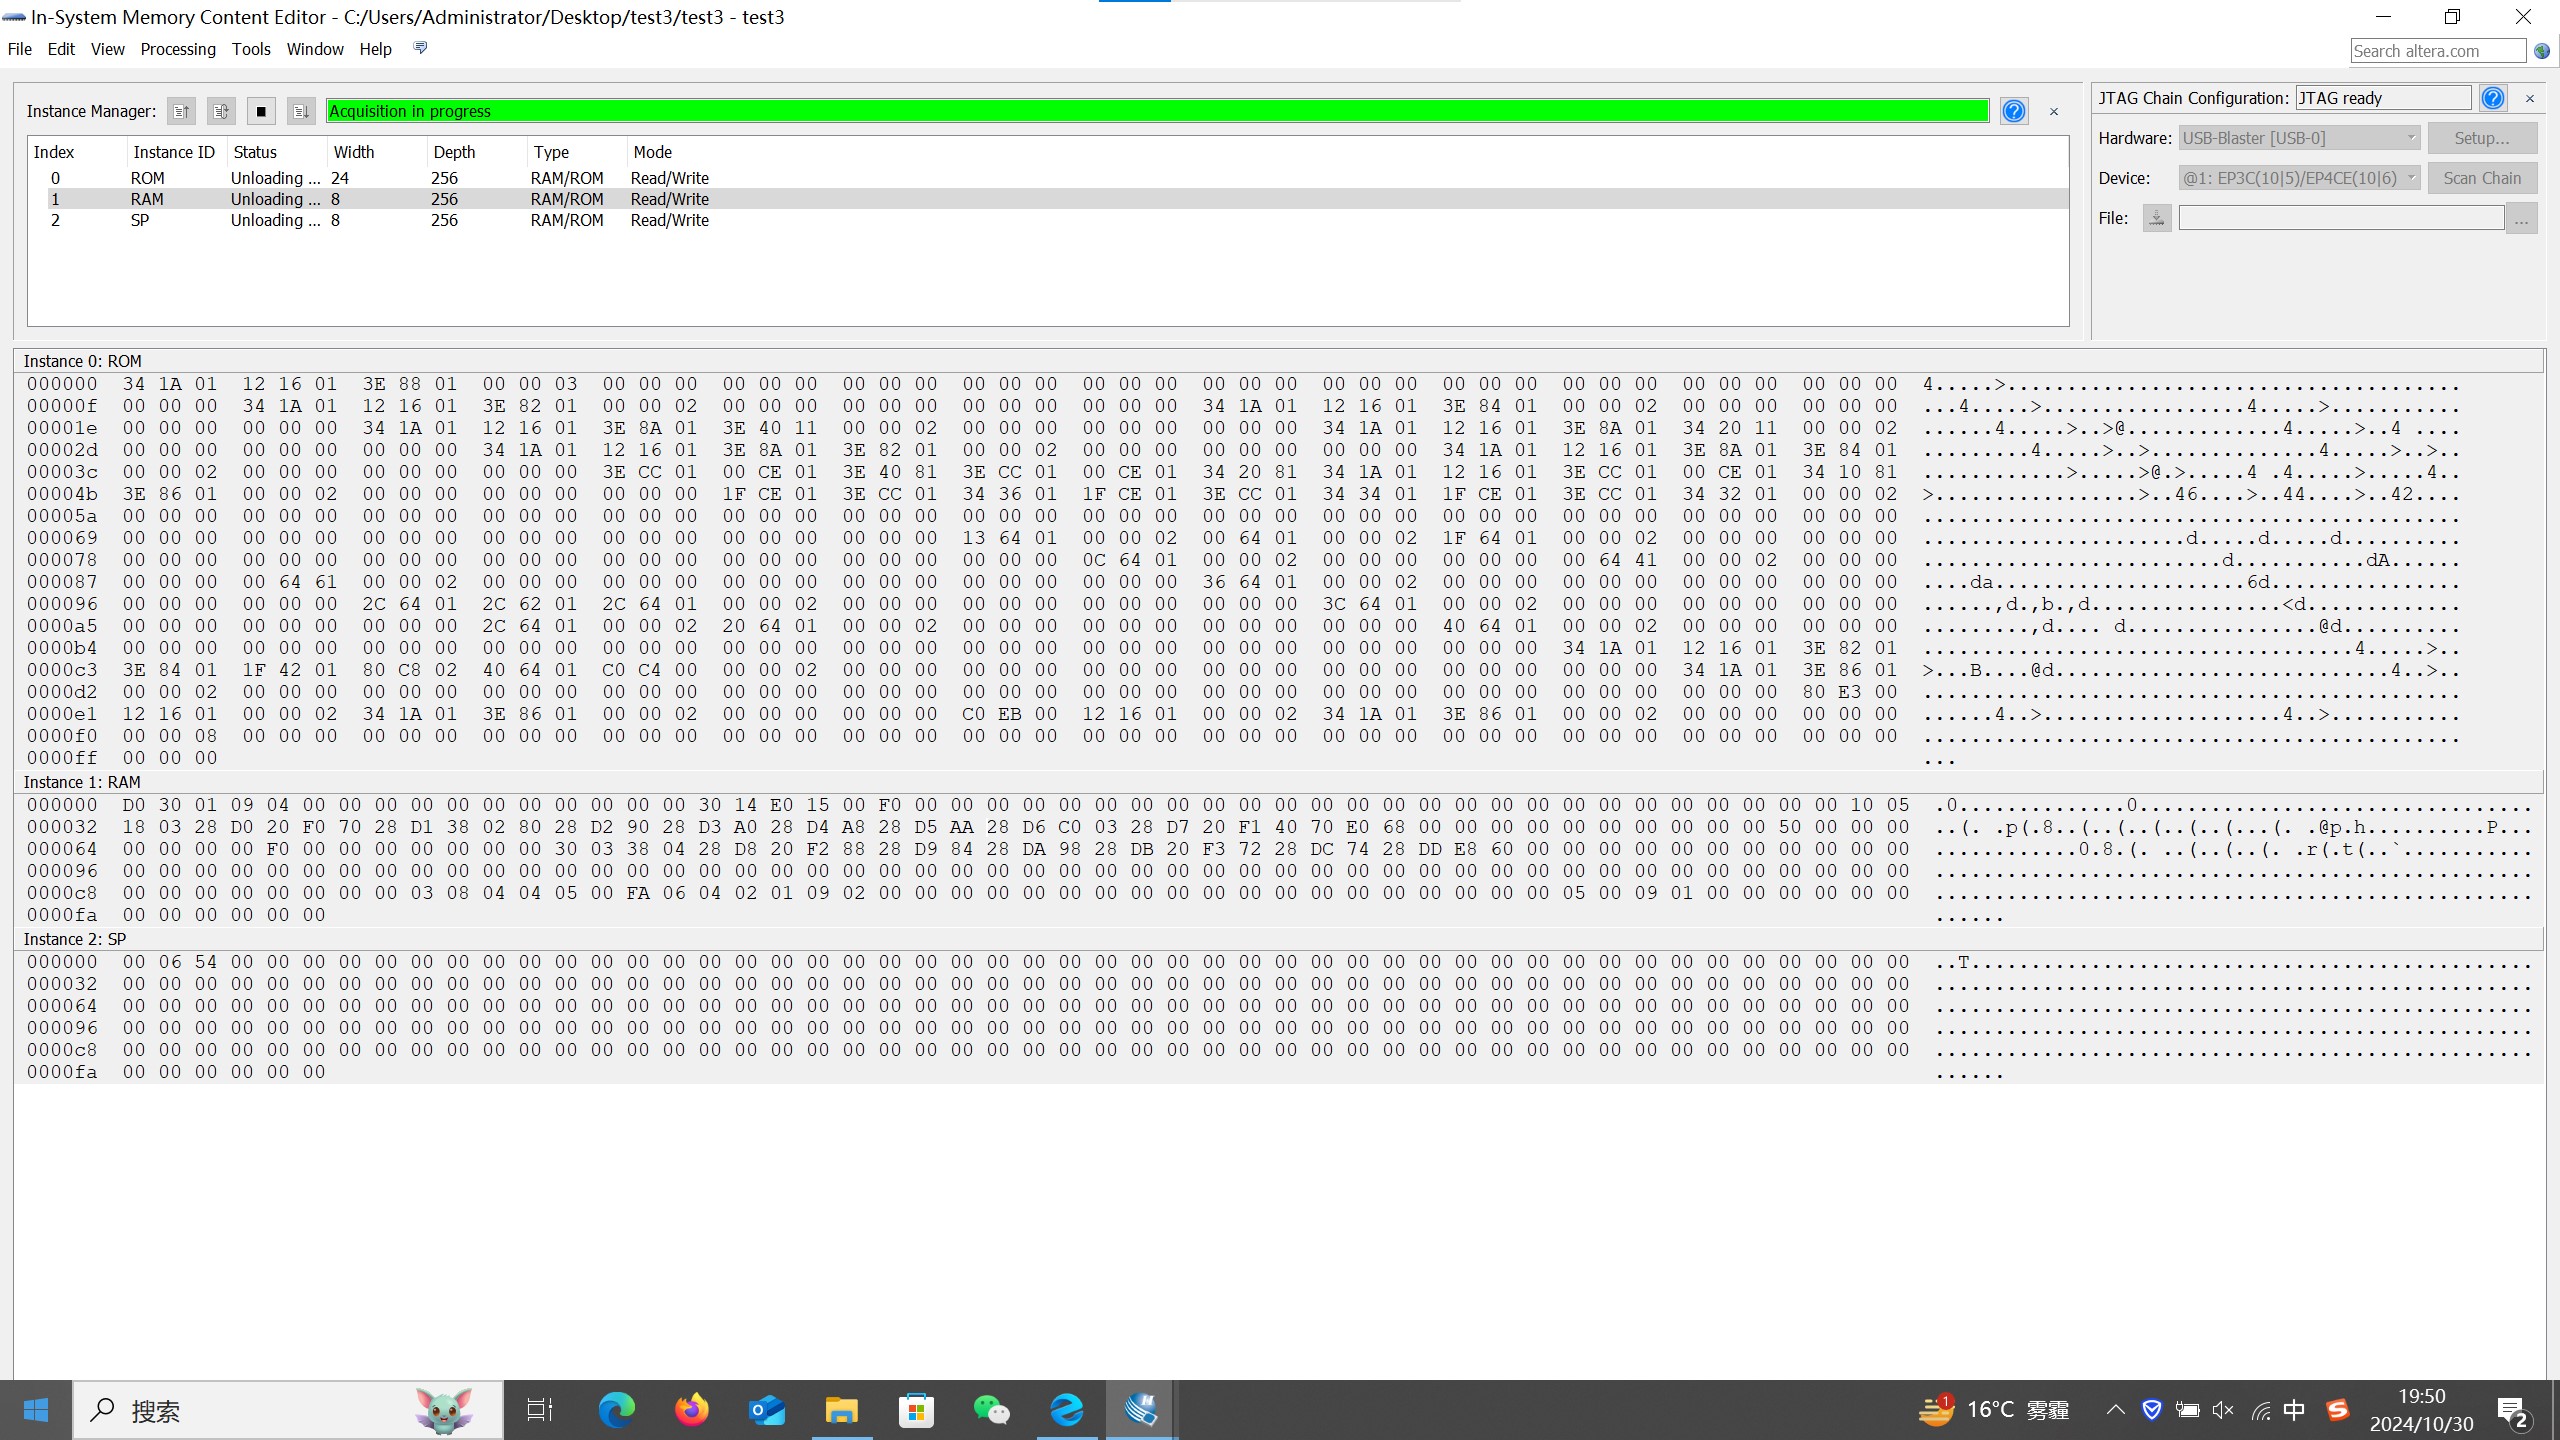 In-System Memory Content Editor - C:/Users/Administrator/Desktop/test3/test3 - test3
File Edit View Processing Tools Window Help
Search altera.com
Instance Manager: Acquisition in progress
JTAG Chain Configuration: JTAG ready
Hardware: USB-Blaster [USB-0] Setup...
Device: @1: EP3C(10|5)/EP4CE(10|6) Scan Chain
File: ...
Index Instance ID Status Width Depth Type Mode
0 ROM Unloading ... 24 256 RAM/ROM Read/Write
1 RAM Unloading ... 8 256 RAM/ROM Read/Write
2 SP Unloading ... 8 256 RAM/ROM Read/Write
Instance 0: ROM
000000 34 1A 01 12 16 01 3E 88 01 00 00 03 00 00 00 00 00 00 00 00 00 00 00 00 00 00 00 00 00 00 00 00 00 00 00 00 00 00 00 00 00 00 00 00 00 4.....>......................................
00000f 00 00 00 34 1A 01 12 16 01 3E 82 01 00 00 02 00 00 00 00 00 00 00 00 00 00 00 00 34 1A 01 12 16 01 3E 84 01 00 00 02 00 00 00 00 00 00 ...4.....>.................4.....>...........
00001e 00 00 00 00 00 00 34 1A 01 12 16 01 3E 8A 01 3E 40 11 00 00 02 00 00 00 00 00 00 00 00 00 34 1A 01 12 16 01 3E 8A 01 34 20 11 00 00 02 ......4.....>..>@.............4.....>..4 ....
00002d 00 00 00 00 00 00 00 00 00 34 1A 01 12 16 01 3E 8A 01 3E 82 01 00 00 02 00 00 00 00 00 00 00 00 00 34 1A 01 12 16 01 3E 8A 01 3E 84 01 .........4.....>..>..............4.....>..>..
00003c 00 00 02 00 00 00 00 00 00 00 00 00 3E CC 01 00 CE 01 3E 40 81 3E CC 01 00 CE 01 34 20 81 34 1A 01 12 16 01 3E CC 01 00 CE 01 34 10 81 ............>.....>@.>.....4 .4.....>.....4..
00004b 3E 86 01 00 00 02 00 00 00 00 00 00 00 00 00 1F CE 01 3E CC 01 34 36 01 1F CE 01 3E CC 01 34 34 01 1F CE 01 3E CC 01 34 32 01 00 00 02 >.................>..46....>..44....>..42....
00005a 00 00 00 00 00 00 00 00 00 00 00 00 00 00 00 00 00 00 00 00 00 00 00 00 00 00 00 00 00 00 00 00 00 00 00 00 00 00 00 00 00 00 00 00 00 .............................................
000069 00 00 00 00 00 00 00 00 00 00 00 00 00 00 00 00 00 00 00 00 00 13 64 01 00 00 02 00 64 01 00 00 02 1F 64 01 00 00 02 00 00 00 00 00 00 ......................d.....d.....d..........
000078 00 00 00 00 00 00 00 00 00 00 00 00 00 00 00 00 00 00 00 00 00 00 00 00 0C 64 01 00 00 02 00 00 00 00 00 00 00 64 41 00 00 02 00 00 00 .........................d...........dA......
000087 00 00 00 00 64 61 00 00 02 00 00 00 00 00 00 00 00 00 00 00 00 00 00 00 00 00 00 36 64 01 00 00 02 00 00 00 00 00 00 00 00 00 00 00 00 ....da.....................6d................
000096 00 00 00 00 00 00 2C 64 01 2C 62 01 2C 64 01 00 00 02 00 00 00 00 00 00 00 00 00 00 00 00 3C 64 01 00 00 02 00 00 00 00 00 00 00 00 00 ......,d.,b.,d................<d.............
0000a5 00 00 00 00 00 00 00 00 00 2C 64 01 00 00 02 20 64 01 00 00 02 00 00 00 00 00 00 00 00 00 00 00 00 40 64 01 00 00 02 00 00 00 00 00 00 .........,d.... d................@d..........
0000b4 00 00 00 00 00 00 00 00 00 00 00 00 00 00 00 00 00 00 00 00 00 00 00 00 00 00 00 00 00 00 00 00 00 00 00 00 34 1A 01 12 16 01 3E 82 01 ....................................4.....>..
0000c3 3E 84 01 1F 42 01 80 C8 02 40 64 01 C0 C4 00 00 00 02 00 00 00 00 00 00 00 00 00 00 00 00 00 00 00 00 00 00 00 00 00 34 1A 01 3E 86 01 >...B....@d............................4..>..
0000d2 00 00 02 00 00 00 00 00 00 00 00 00 00 00 00 00 00 00 00 00 00 00 00 00 00 00 00 00 00 00 00 00 00 00 00 00 00 00 00 00 00 00 80 E3 00 .............................................
0000e1 12 16 01 00 00 02 34 1A 01 3E 86 01 00 00 02 00 00 00 00 00 00 C0 EB 00 12 16 01 00 00 02 34 1A 01 3E 86 01 00 00 02 00 00 00 00 00 00 ......4..>....................4..>...........
0000f0 00 00 08 00 00 00 00 00 00 00 00 00 00 00 00 00 00 00 00 00 00 00 00 00 00 00 00 00 00 00 00 00 00 00 00 00 00 00 00 00 00 00 00 00 00 .............................................
0000ff 00 00 00 ...
Instance 1: RAM
000000 D0 30 01 09 04 00 00 00 00 00 00 00 00 00 00 00 30 14 E0 15 00 F0 00 00 00 00 00 00 00 00 00 00 00 00 00 00 00 00 00 00 00 00 00 00 00 00 00 00 10 05 .0..............0.................................
000032 18 03 28 D0 20 F0 70 28 D1 38 02 80 28 D2 90 28 D3 A0 28 D4 A8 28 D5 AA 28 D6 C0 03 28 D7 20 F1 40 70 E0 68 00 00 00 00 00 00 00 00 00 00 50 00 00 00 ..(. .p(.8..(..(..(..(..(...(. .@p.h..........P...
000064 00 00 00 00 F0 00 00 00 00 00 00 00 30 03 38 04 28 D8 20 F2 88 28 D9 84 28 DA 98 28 DB 20 F3 72 28 DC 74 28 DD E8 60 00 00 00 00 00 00 00 00 00 00 00 ............0.8.(. ..(..(..(. .r(.t(..`...........
000096 00 00 00 00 00 00 00 00 00 00 00 00 00 00 00 00 00 00 00 00 00 00 00 00 00 00 00 00 00 00 00 00 00 00 00 00 00 00 00 00 00 00 00 00 00 00 00 00 00 00 ..................................................
0000c8 00 00 00 00 00 00 00 00 03 08 04 04 05 00 FA 06 04 02 01 09 02 00 00 00 00 00 00 00 00 00 00 00 00 00 00 00 00 00 00 00 05 00 09 01 00 00 00 00 00 00 ..................................................
0000fa 00 00 00 00 00 00 ......
Instance 2: SP
000000 00 06 54 00 00 00 00 00 00 00 00 00 00 00 00 00 00 00 00 00 00 00 00 00 00 00 00 00 00 00 00 00 00 00 00 00 00 00 00 00 00 00 00 00 00 00 00 00 00 00 ..T...............................................
000032 00 00 00 00 00 00 00 00 00 00 00 00 00 00 00 00 00 00 00 00 00 00 00 00 00 00 00 00 00 00 00 00 00 00 00 00 00 00 00 00 00 00 00 00 00 00 00 00 00 00 ..................................................
000064 00 00 00 00 00 00 00 00 00 00 00 00 00 00 00 00 00 00 00 00 00 00 00 00 00 00 00 00 00 00 00 00 00 00 00 00 00 00 00 00 00 00 00 00 00 00 00 00 00 00 ..................................................
000096 00 00 00 00 00 00 00 00 00 00 00 00 00 00 00 00 00 00 00 00 00 00 00 00 00 00 00 00 00 00 00 00 00 00 00 00 00 00 00 00 00 00 00 00 00 00 00 00 00 00 ..................................................
0000c8 00 00 00 00 00 00 00 00 00 00 00 00 00 00 00 00 00 00 00 00 00 00 00 00 00 00 00 00 00 00 00 00 00 00 00 00 00 00 00 00 00 00 00 00 00 00 00 00 00 00 ..................................................
0000fa 00 00 00 00 00 00 ......
搜索
1 16°C 雾霾 中 19:50
2024/10/30 2